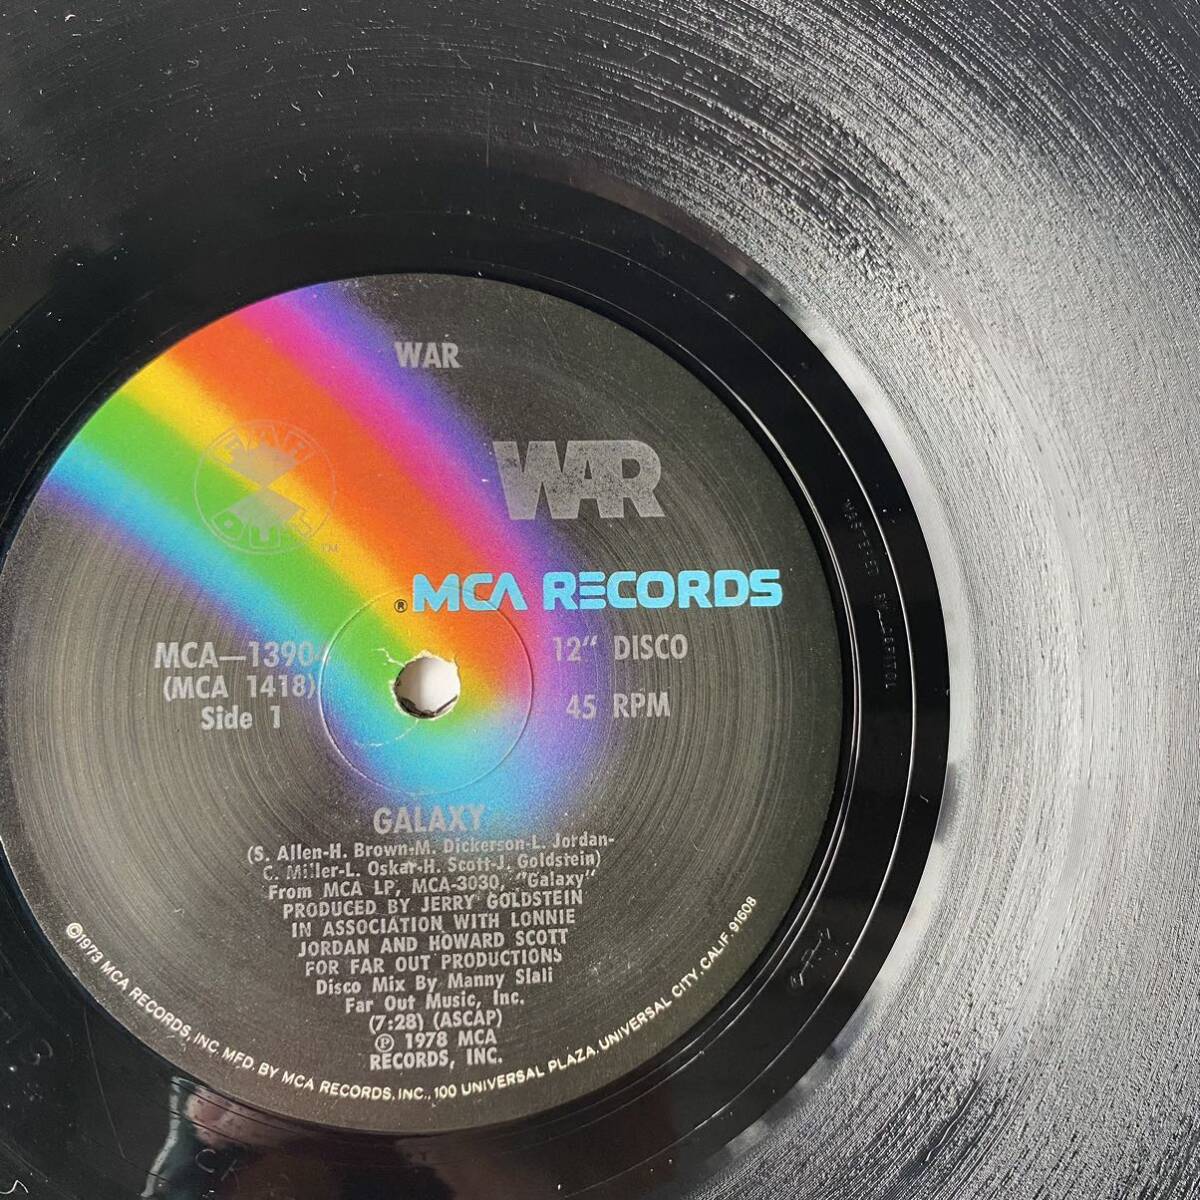 WAR
FAR
OUT
™
WAR
® MCA RECORDS
MCA—1390
(MCA 1418)
Side 1
12" DISCO
45 RPM
GALAXY
(S. Allen-H. Brown-M. Dickerson-L. Jordan-
C. Miller-L. Oskar-H. Scott-J. Goldstein)
From MCA LP, MCA-3030, "Galaxy"
PRODUCED BY JERRY GOLDSTEIN
IN ASSOCIATION WITH LONNIE
JORDAN AND HOWARD SCOTT
FOR FAR OUT PRODUCTIONS
Disco Mix By Manny Slali
Far Out Music, Inc.
(7:28) (ASCAP)
℗ 1978 MCA
RECORDS, INC.
©1973 MCA RECORDS, INC. MFD. BY MCA RECORDS, INC., 100 UNIVERSAL PLAZA, UNIVERSAL CITY, CALIF. 91608